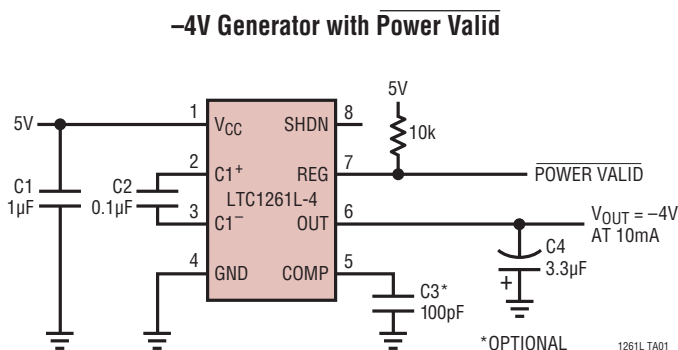 –4V Generator with Power Valid
5V
1
VCC
SHDN
8
5V
10k
2
C1+
REG
7
POWER VALID
C1
1µF
C2
0.1µF
LTC1261L-4
3
C1–
OUT
6
VOUT = –4V
AT 10mA
C4
3.3µF
+
4
GND
COMP
5
C3*
100pF
*OPTIONAL
1261L TA01